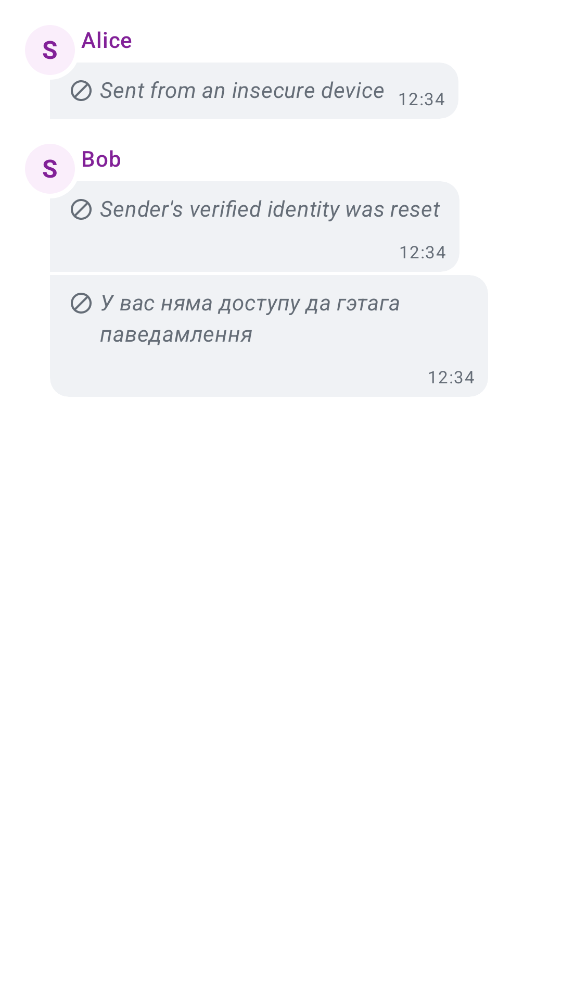 S
Alice
Sent from an insecure device
12:34
S
Bob
Sender's verified identity was reset
12:34
У вас няма доступу да гэтага
паведамлення
12:34